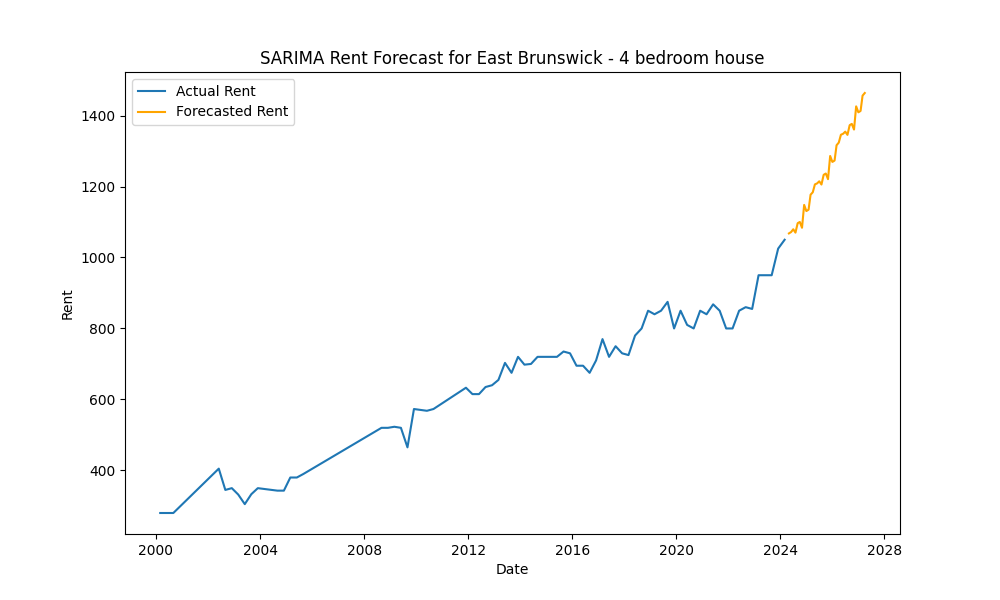 SARIMA Rent Forecast for East Brunswick - 4 bedroom house
Actual Rent
Forecasted Rent
1400
1200
1000
800
600
400
Rent
2000 2004 2008 2012 2016 2020 2024 2028
Date